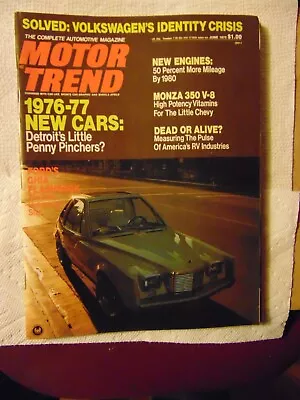 SOLVED: VOLKSWAGEN'S IDENTITY CRISIS
THE COMPLETE AUTOMOTIVE MAGAZINE
JUNE
$1.00
MOTOR
TREND
NEW ENGINES:
50 Percent More Mileage
By 1980
1976-77
NEW CARS:
Detroit's Little
Penny Pinchers?
MONZA 350 V-8
High Potency Vitamins
For The Little Chevy
DEAD OR ALIVE?
Measuring The Pulse
Of America's RV Industries
FORD'S